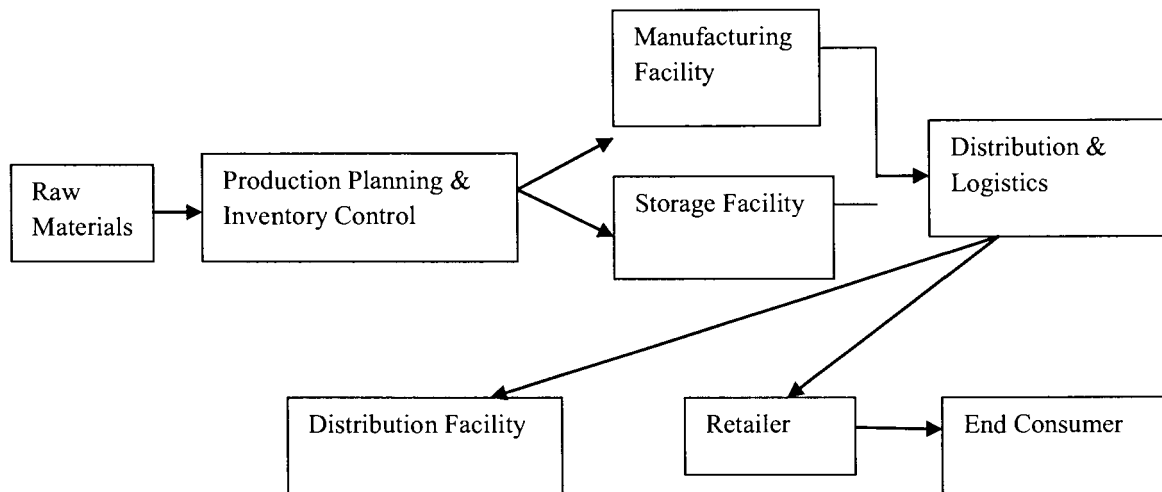 Manufacturing
Facility
Distribution &
Logistics
Raw
Materials
Production Planning &
Inventory Control
Storage Facility
Distribution Facility
Retailer
End Consumer